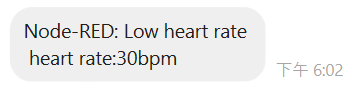 Node-RED: Low heart rate
heart rate:30bpm
下午 6:02